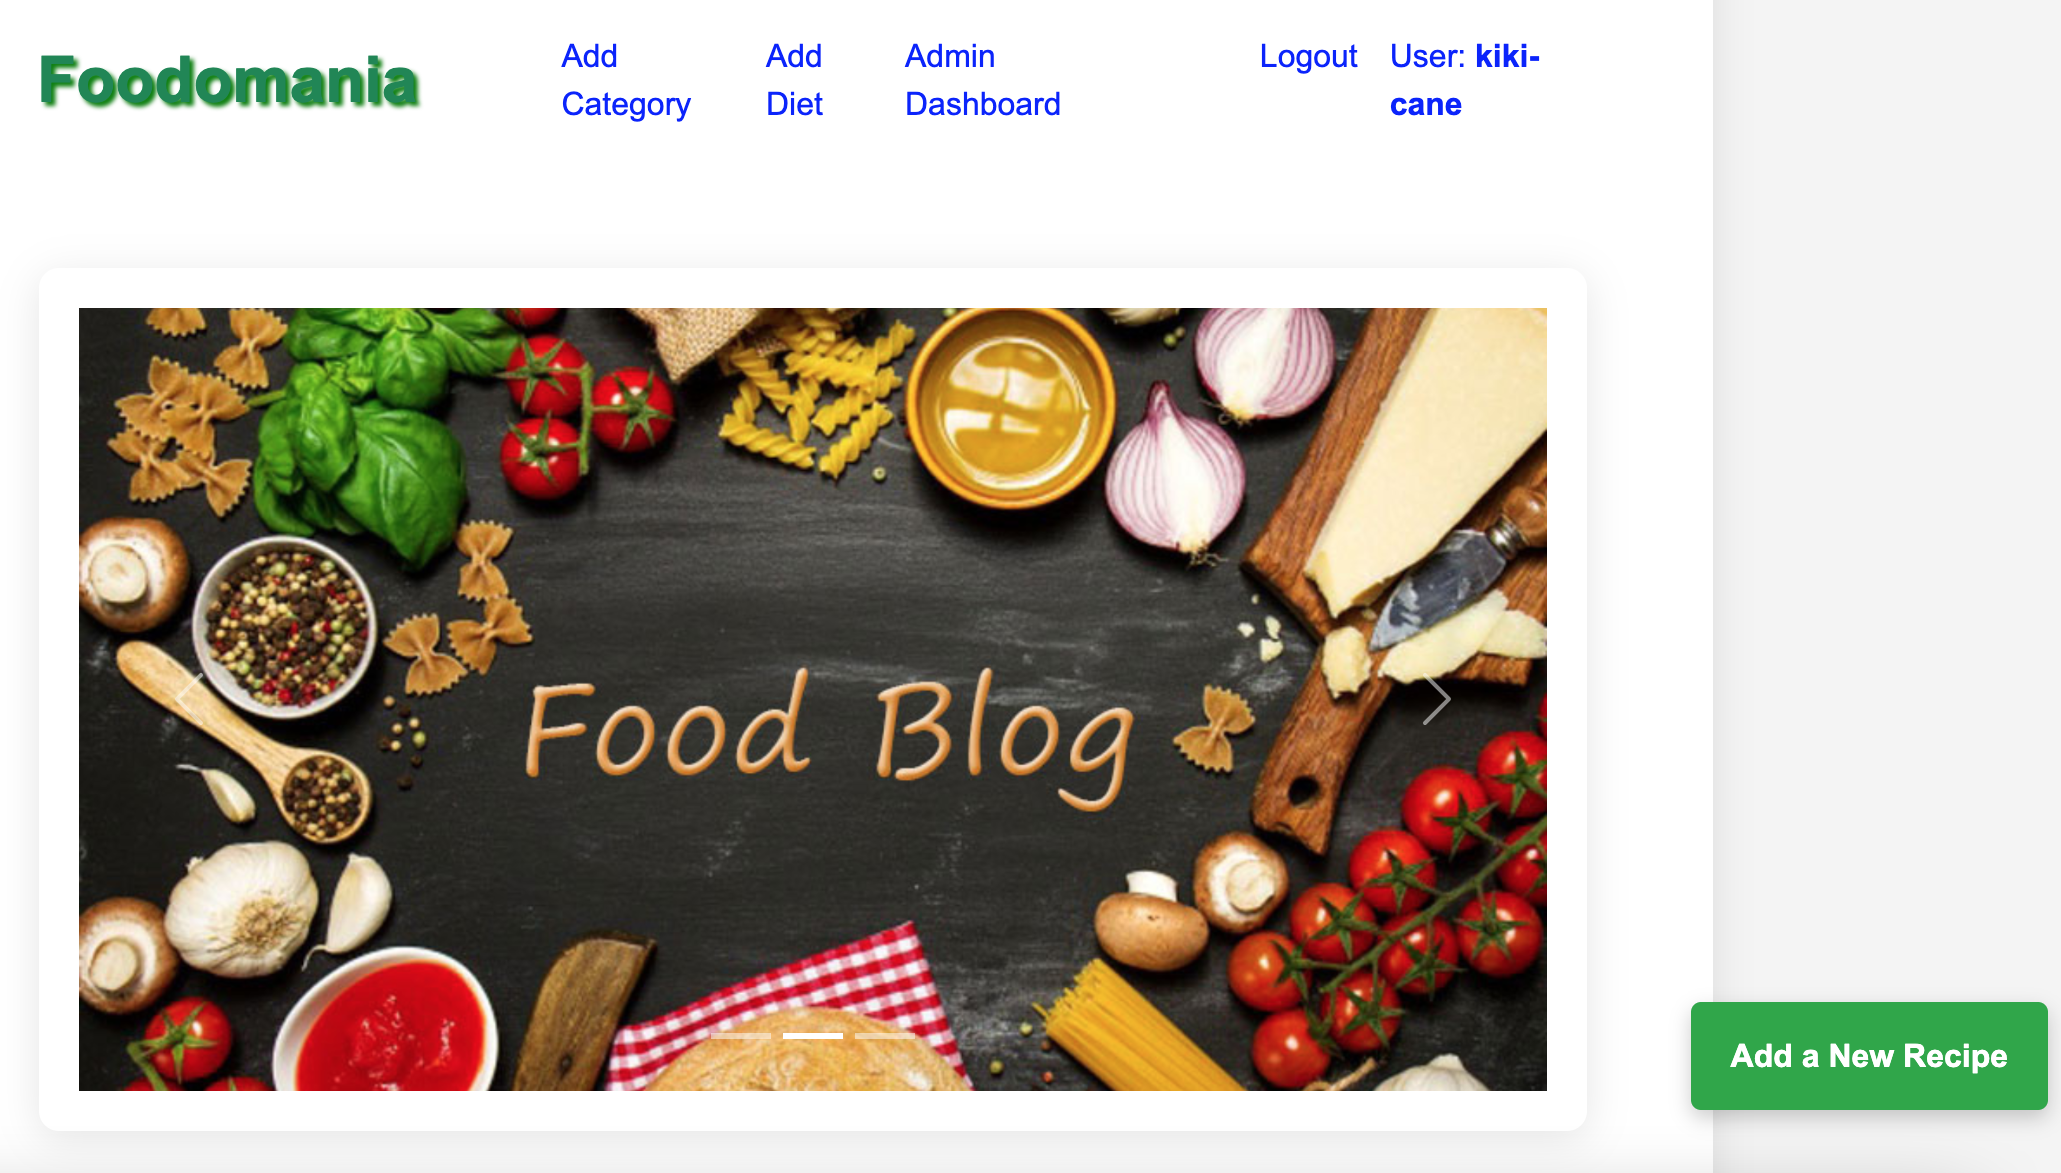 Foodomania
Add
Category
Add
Diet
Admin
Dashboard
Logout
User: kiki-
cane
Food Blog
Add a New Recipe